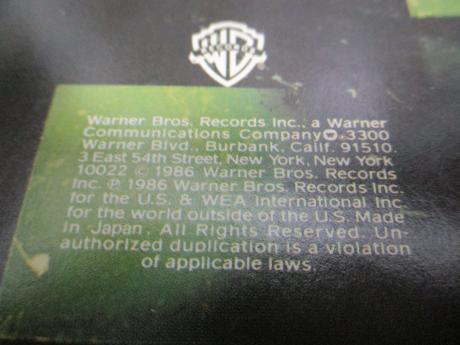 RECORDS
WB
Warner Bros. Records Inc., a Warner
Communications Company 3300
Warner Blvd., Burbank, Calif. 91510.
3 East 54th Street, New York, New York
10022 © 1986 Warner Bros. Records
Inc. ℗ 1986 Warner Bros. Records Inc.
for the U.S. & WEA International Inc.
for the world outside of the U.S. Made
in Japan. All Rights Reserved. Un-
authorized duplication is a violation
of applicable laws.